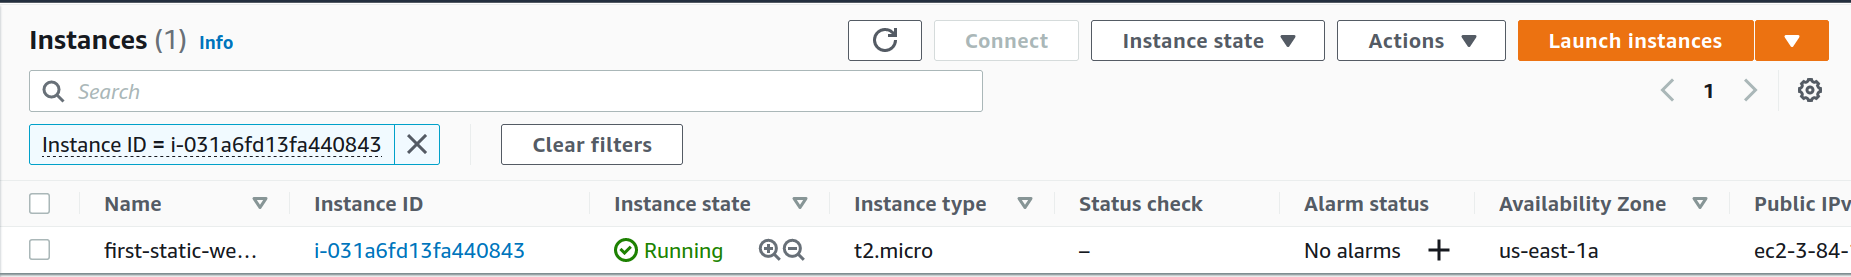 Instances (1) Info Connect Instance state Actions Launch instances
Search 1
Instance ID = i-031a6fd13fa440843 Clear filters
Name Instance ID Instance state Instance type Status check Alarm status Availability Zone Public IPv
first-static-we... i-031a6fd13fa440843 Running t2.micro – No alarms + us-east-1a ec2-3-84-